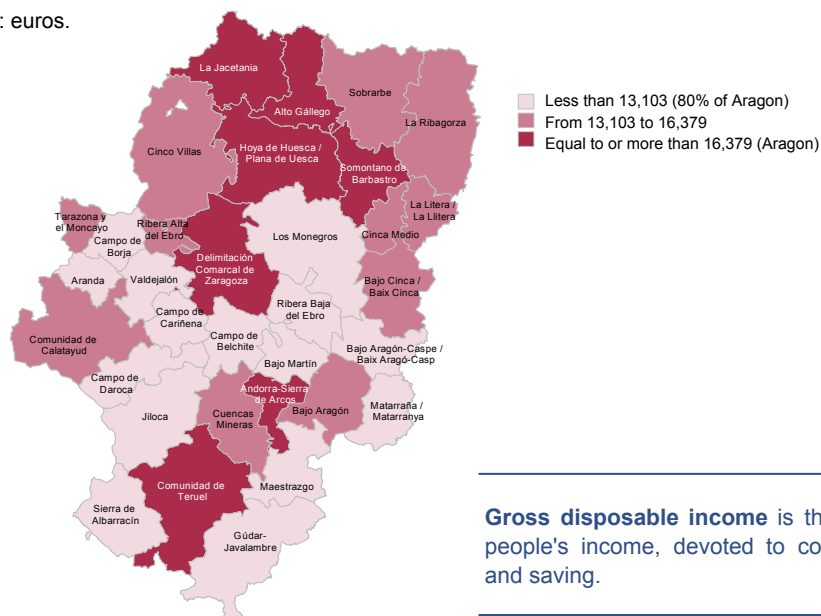 : euros.
Less than 13,103 (80% of Aragon)
From 13,103 to 16,379
Equal to or more than 16,379 (Aragon)
La Jacetania
Alto Gállego
Sobrarbe
La Ribagorza
Cinco Villas
Hoya de Huesca /
Plana de Uesca
Somontano de
Barbastro
La Litera /
La Llitera
Tarazona y
el Moncayo
Ribera Alta
del Ebro
Campo de
Borja
Los Monegros
Cinca Medio
Delimitación
Comarcal de
Zaragoza
Aranda
Valdejalón
Bajo Cinca /
Baix Cinca
Ribera Baja
del Ebro
Campo de
Cariñena
Comunidad de
Calatayud
Campo de
Belchite
Bajo Aragón-Caspe /
Baix Aragó-Casp
Bajo Martín
Campo de
Daroca
Andorra-Sierra
de Arcos
Jiloca
Cuencas
Mineras
Bajo Aragón
Matarraña /
Matarranya
Comunidad de
Teruel
Maestrazgo
Sierra de
Albarracín
Gúdar-
Javalambre
Gross disposable income is th
people's income, devoted to co
and saving.